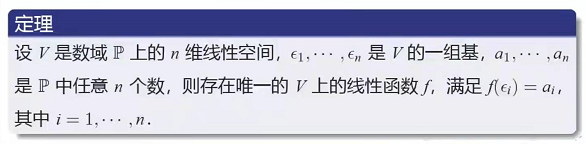 定理
设 V 是数域 ℙ 上的 n 维线性空间，ϵ₁,⋯,ϵₙ 是 V 的一组基，a₁,⋯,aₙ
是 ℙ 中任意 n 个数，则存在唯一的 V 上的线性函数 f，满足 f(ϵᵢ) = aᵢ,
其中 i = 1,⋯,n.